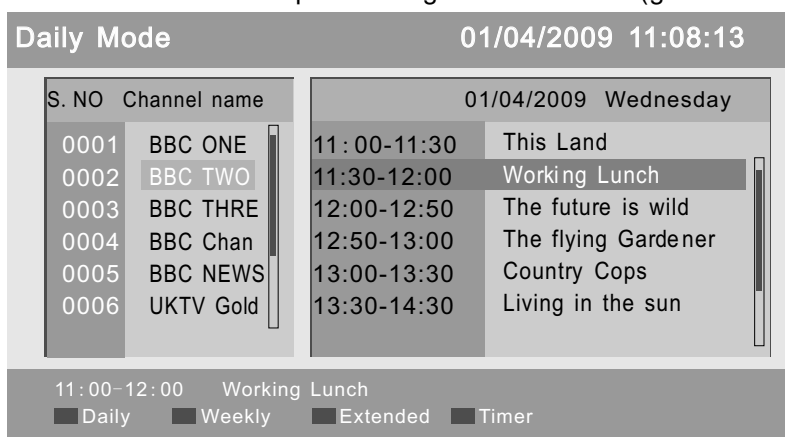 Daily Mode 01/04/2009 11:08:13
S. NO Channel name
0001 BBC ONE
0002 BBC TWO
0003 BBC THRE
0004 BBC Chan
0005 BBC NEWS
0006 UKTV Gold
01/04/2009 Wednesday
11:00-11:30 This Land
11:30-12:00 Working Lunch
12:00-12:50 The future is wild
12:50-13:00 The flying Gardener
13:00-13:30 Country Cops
13:30-14:30 Living in the sun
11:00-12:00 Working Lunch
Daily Weekly Extended Timer